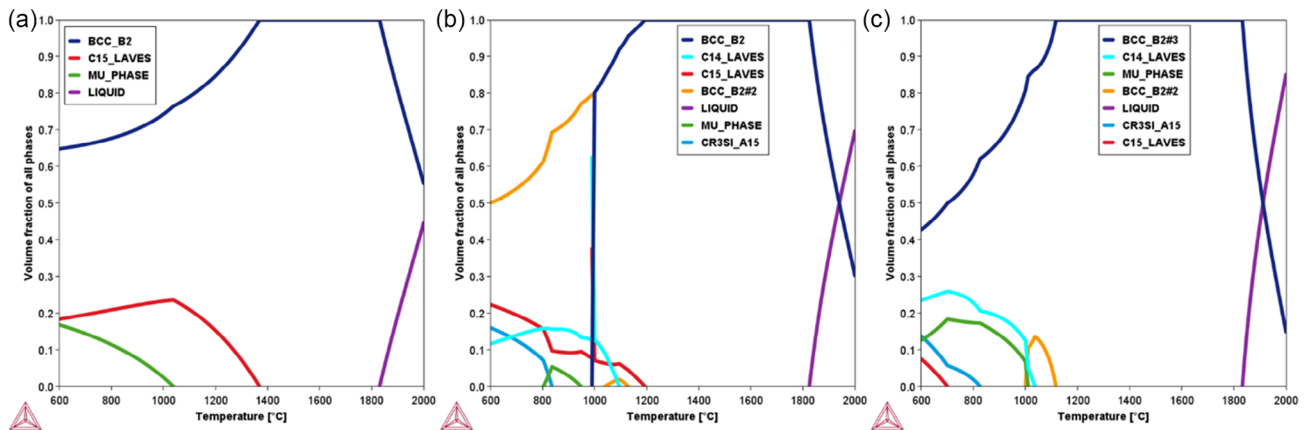 (a)
1.0
0.9
0.8
0.7
0.6
0.5
0.4
0.3
0.2
0.1
0.0
Volume fraction of all phases
BCC_B2
C15_LAVES
MU_PHASE
LIQUID
600 800 1000 1200 1400 1600 1800 2000
Temperature [°C]
(b)
1.0
0.9
0.8
0.7
0.6
0.5
0.4
0.3
0.2
0.1
0.0
Volume fraction of all phases
BCC_B2
C14_LAVES
C15_LAVES
BCC_B2#2
LIQUID
MU_PHASE
CR3SI_A15
600 800 1000 1200 1400 1600 1800 2000
Temperature [°C]
(c)
1.0
0.9
0.8
0.7
0.6
0.5
0.4
0.3
0.2
0.1
0.0
Volume fraction of all phases
BCC_B2#3
C14_LAVES
MU_PHASE
BCC_B2#2
LIQUID
CR3SI_A15
C15_LAVES
600 800 1000 1200 1400 1600 1800 2000
Temperature [°C]